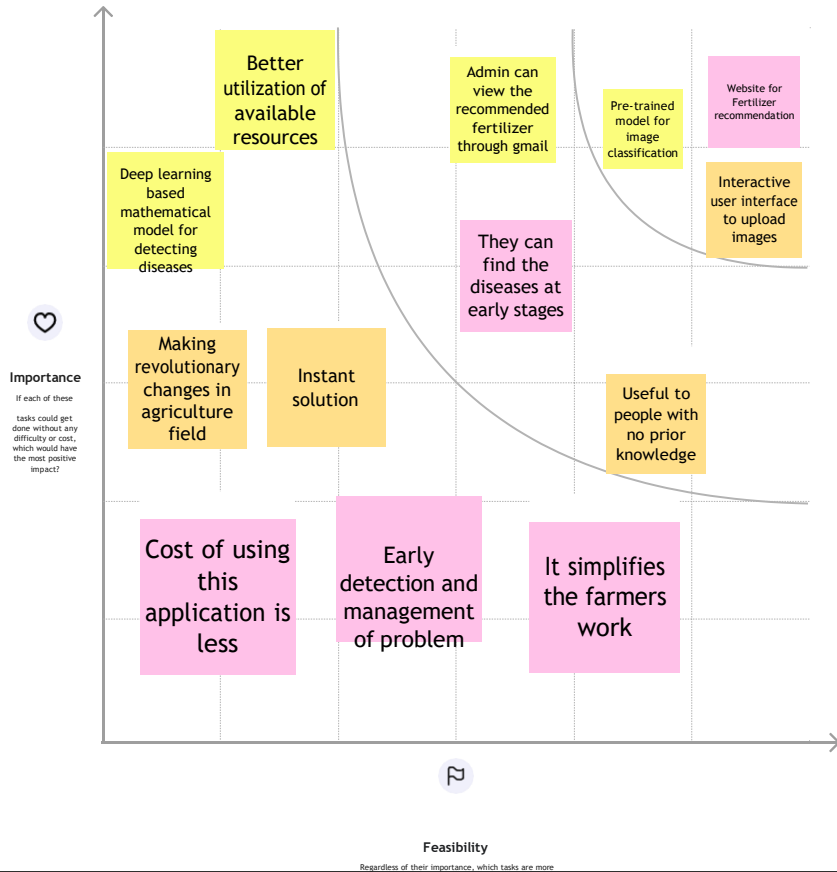 Better
utilization of
available
resources
Admin can
view the
recommended
fertilizer
through gmail
Pre-trained
model for
image
classification
Website for
Fertilizer
recommendation
Deep learning
based
mathematical
model for
detecting
diseases
Interactive
user interface
to upload
images
They can
find the
diseases at
early stages
Making
revolutionary
changes in
agriculture
field
Instant
solution
Useful to
people with
no prior
knowledge
Importance
If each of these
tasks could get
done without any
difficulty or cost,
which would have
the most positive
impact?
Cost of using
this
application is
less
Early
detection and
management
of problem
It simplifies
the farmers
work
Feasibility
Regardless of their importance, which tasks are more